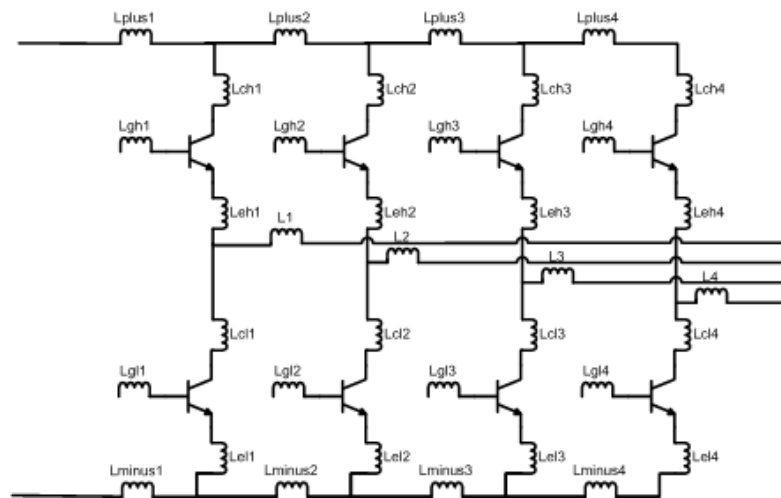 Lplus1 Lplus2 Lplus3 Lplus4
Lch1 Lch2 Lch3 Lch4
Lgh1 Lgh2 Lgh3 Lgh4
Leh1 Leh2 Leh3 Leh4
L1
L2
L3
L4
Lcl1 Lcl2 Lcl3 Lcl4
Lgl1 Lgl2 Lgl3 Lgl4
Lel1 Lel2 Lel3 Lel4
Lminus1 Lminus2 Lminus3 Lminus4